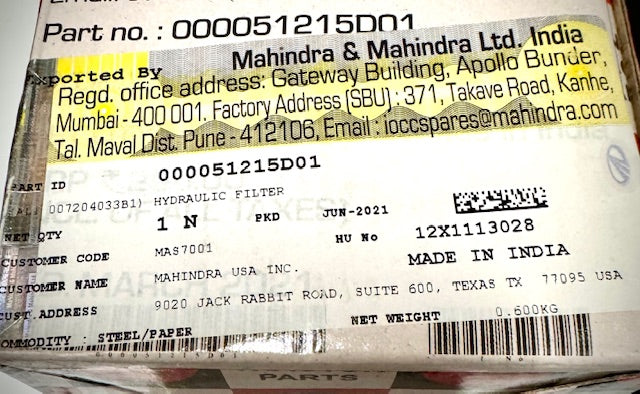 Part no. : 000051215D01
Mahindra & Mahindra Ltd. India
Exported By
Regd. office address: Gateway Building, Apollo Bunder,
Mumbai - 400 001. Factory Address (SBU) : 371, Takave Road, Kanhe,
Tal. Maval Dist. Pune - 412106, Email : ioccspares@mahindra.com
PART ID 000051215D01
007204033B1) HYDRAULIC FILTER
NET QTY 1 N PKD JUN-2021
HU No 12X1113028
CUSTOMER CODE MAS7001 MADE IN INDIA
CUSTOMER NAME MAHINDRA USA INC.
CUST.ADDRESS 9020 JACK RABBIT ROAD, SUITE 600, TEXAS TX 77095 USA
NET WEIGHT 0.600KG
OMMODITY : STEEL/PAPER
000051215D01
PARTS